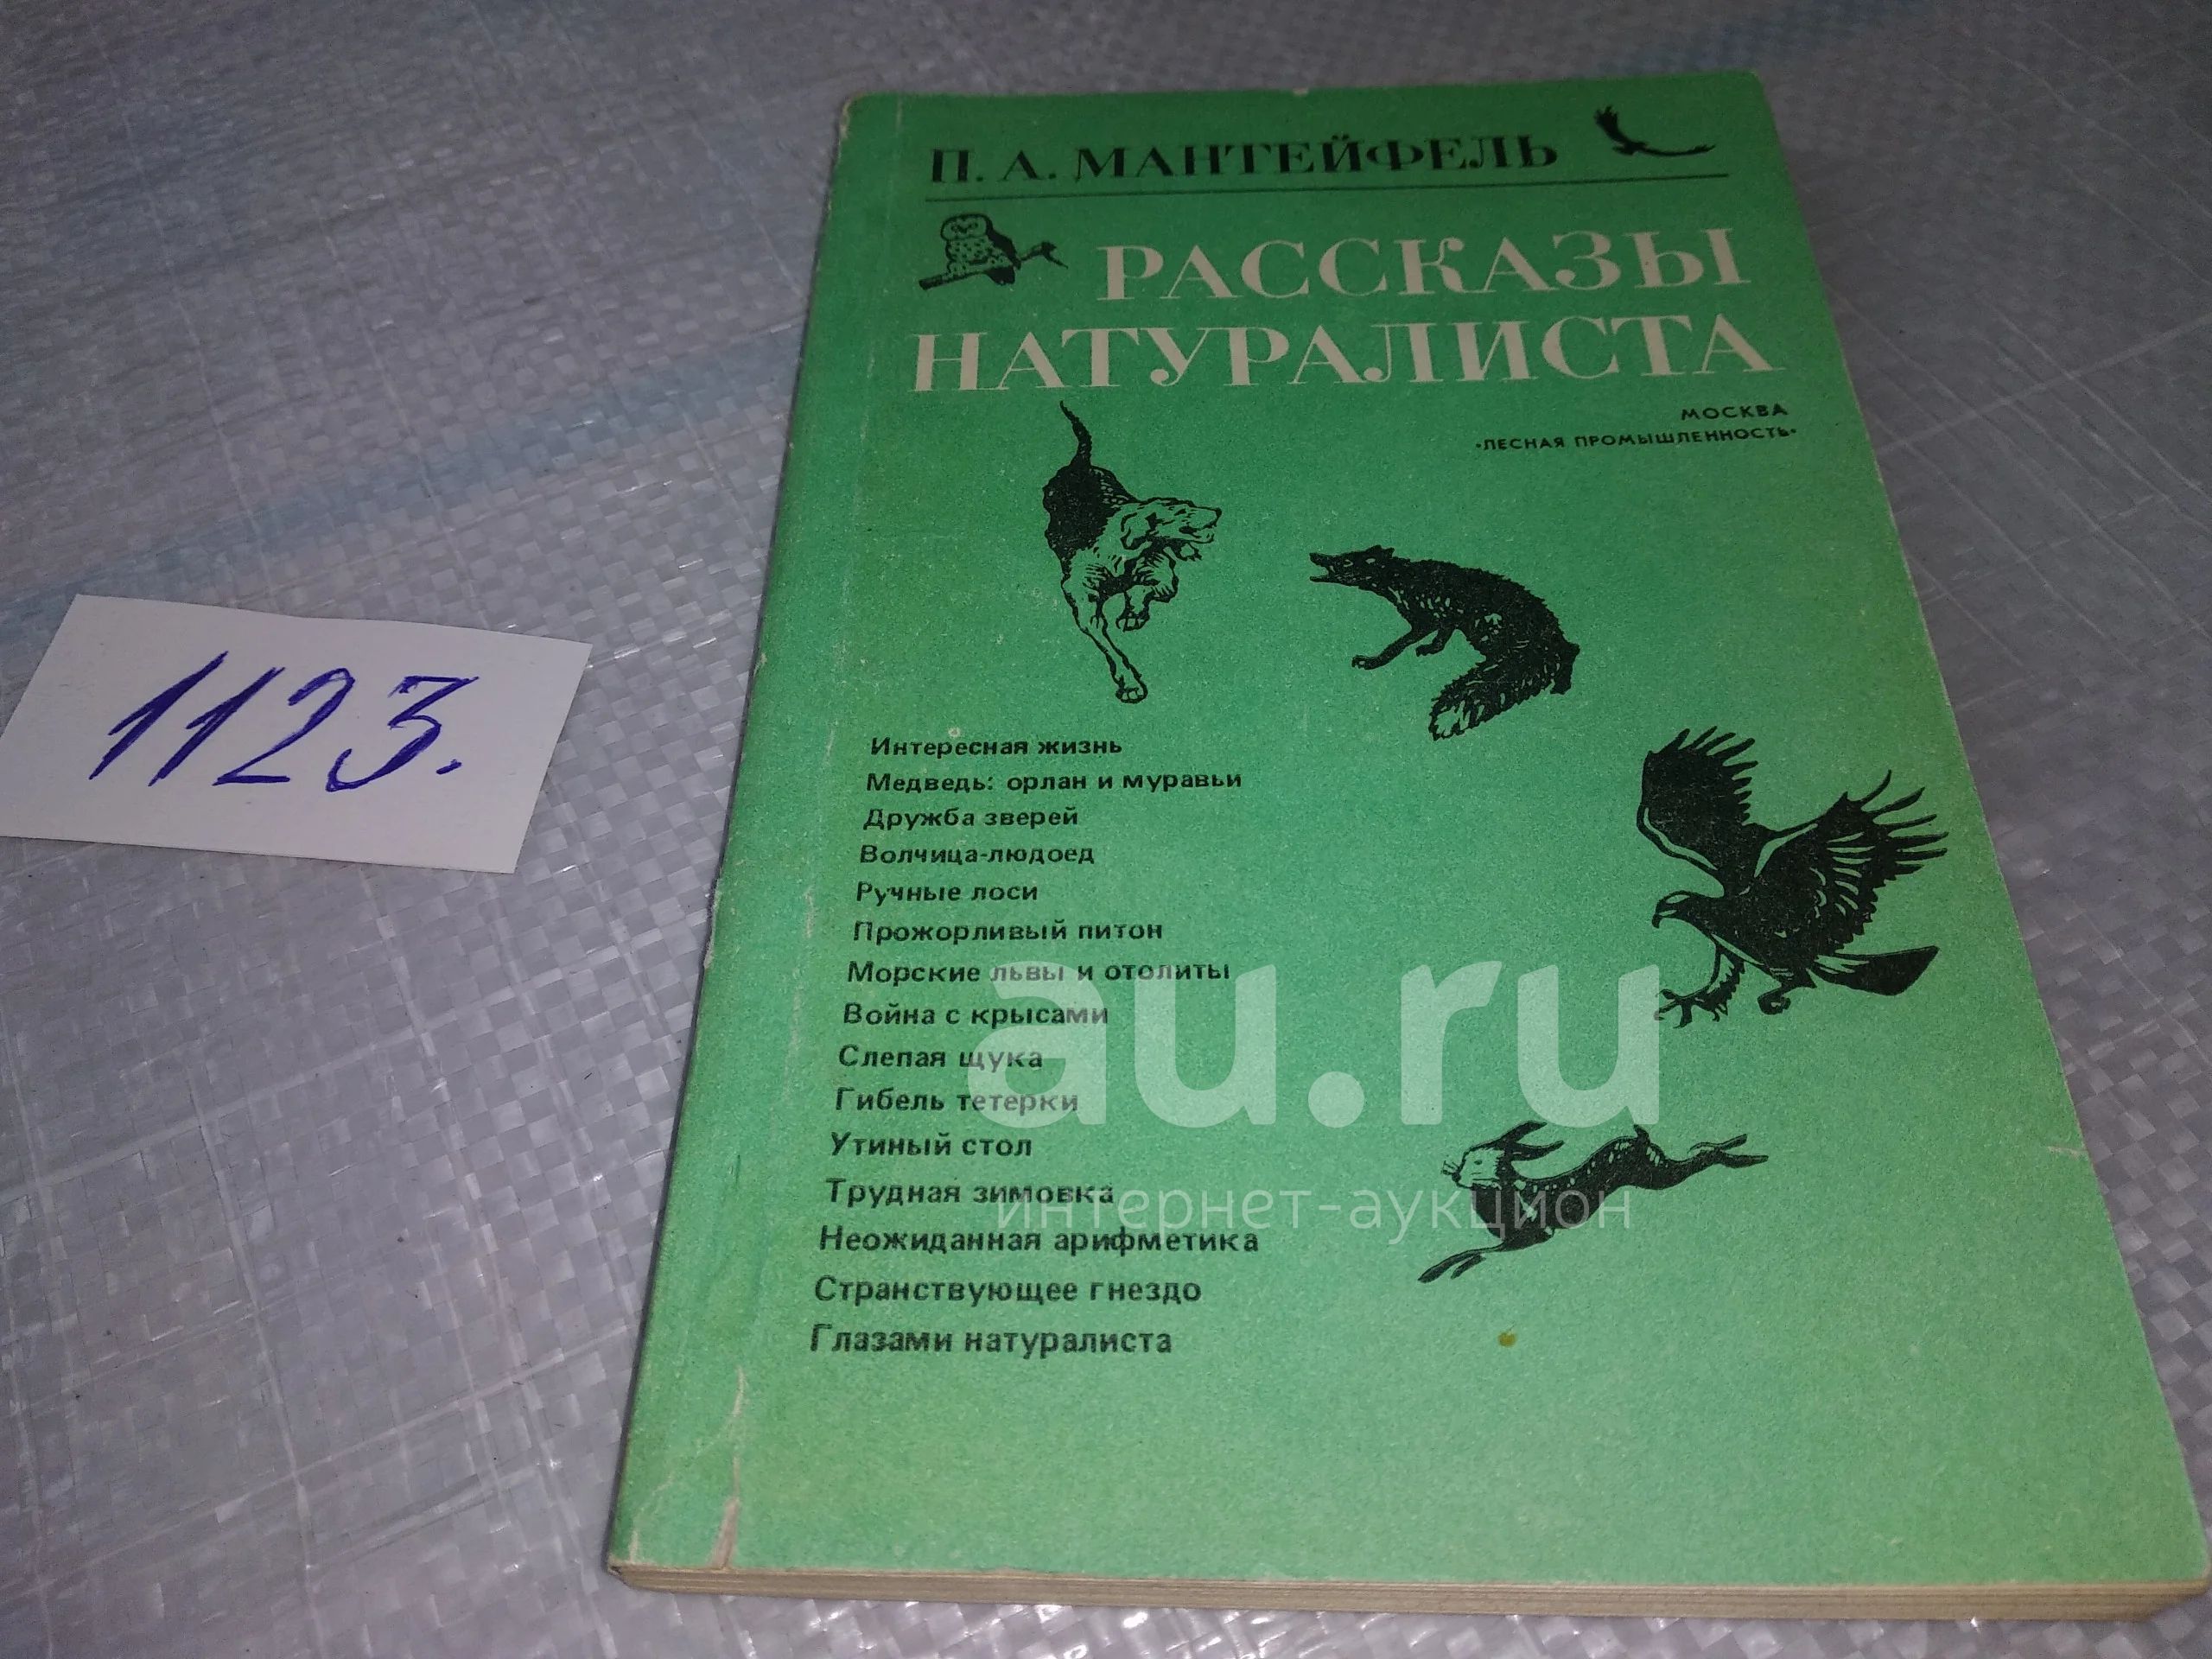 П. А. МАНТЕЙФЕЛЬ
РАССКАЗЫ
НАТУРАЛИСТА
МОСКВА
«ЛЕСНАЯ ПРОМЫШЛЕННОСТЬ»
1123.
Интересная жизнь
Медведь: орлан и муравьи
Дружба зверей
Волчица-людоед
Ручные лоси
Прожорливый питон
Морские львы и отолиты
Война с крысами
Слепая щука
Гибель тетерки
Утиный стол
Трудная зимовка
Неожиданная арифметика
Странствующее гнездо
Глазами натуралиста
au.ru
интернет-аукцион